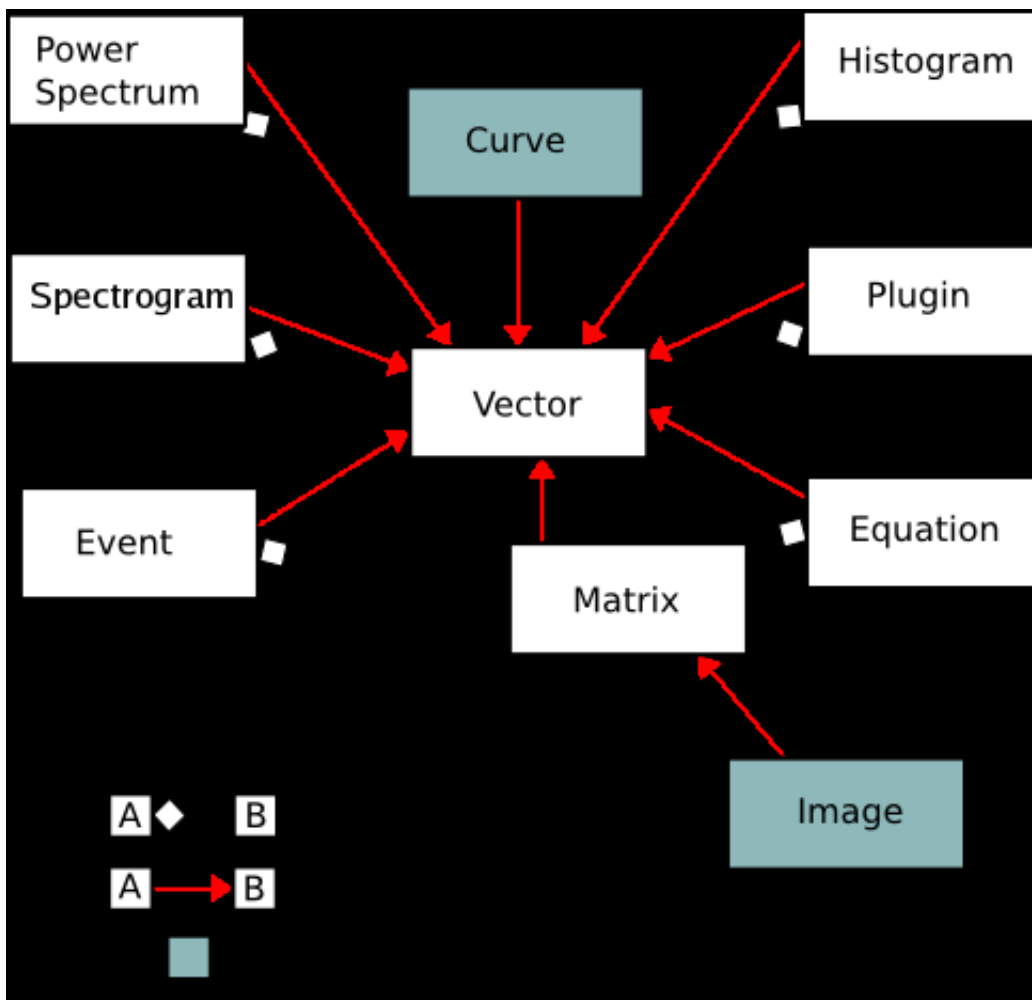 Power
Spectrum
Histogram
Curve
Spectrogram
Plugin
Vector
Event
Equation
Matrix
Image
A B
A B